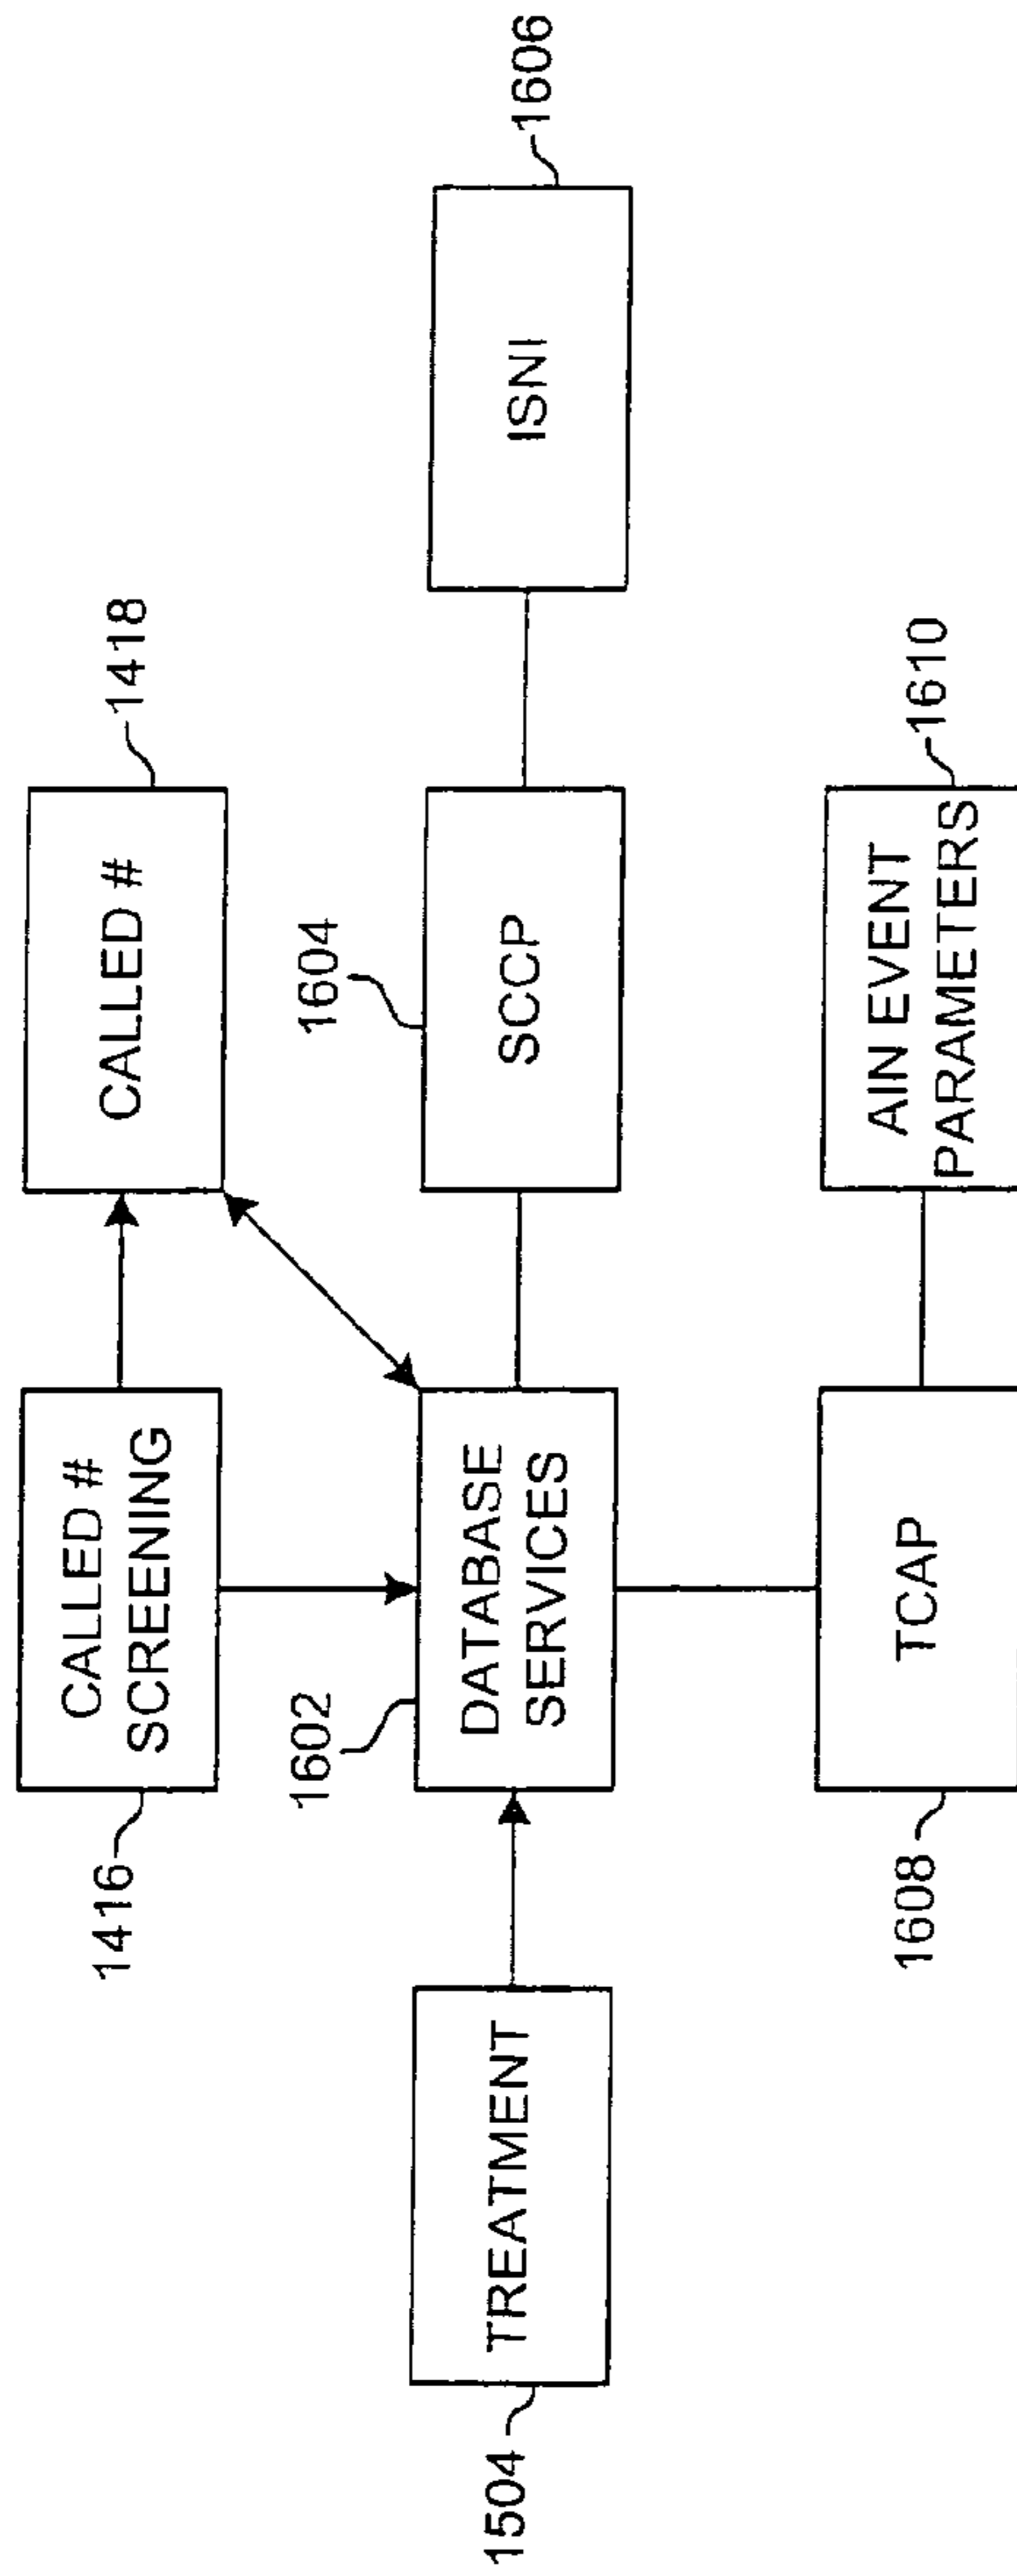 1416
CALLED #
SCREENING
CALLED #
1418
1602
DATABASE
SERVICES
1604
SCCP
ISNI
1606
1504
TREATMENT
1608
TCAP
AIN EVENT
PARAMETERS
1610